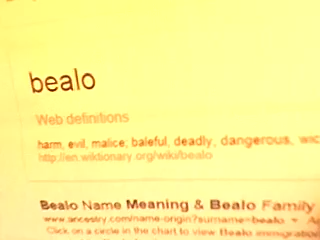 bealo
Web definitions
harm, evil, malice; baleful, deadly, dangerous,
http://en.wiktionary.org/wiki/bealo
Bealo Name Meaning & Bealo Family
www.ancestry.com/name-origin?surname=bealo
Click on a circle in the chart to view Bealo immigration